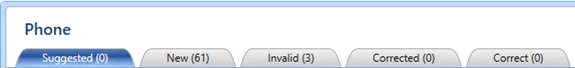 Phone
Suggested (0) New (61) Invalid (3) Corrected (0) Correct (0)